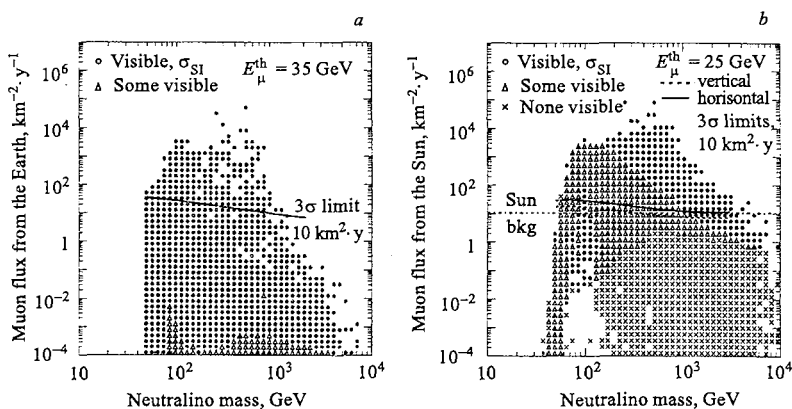 a
Muon flux from the Earth, km⁻²·y⁻¹
10⁶
10⁴
10²
1
10⁻²
10⁻⁴
∘ Visible, σ_SI
▵ Some visible
E_μ^th = 35 GeV
3σ limit
10 km²·y
10 10² 10³ 10⁴
Neutralino mass, GeV
b
Muon flux from the Sun, km⁻²·y⁻¹
10⁶
10⁴
10²
1
10⁻²
10⁻⁴
∘ Visible, σ_SI
▵ Some visible
× None visible
E_μ^th = 25 GeV
vertical
horisontal
3σ limits,
10 km²·y
Sun
bkg
10 10² 10³ 10⁴
Neutralino mass, GeV